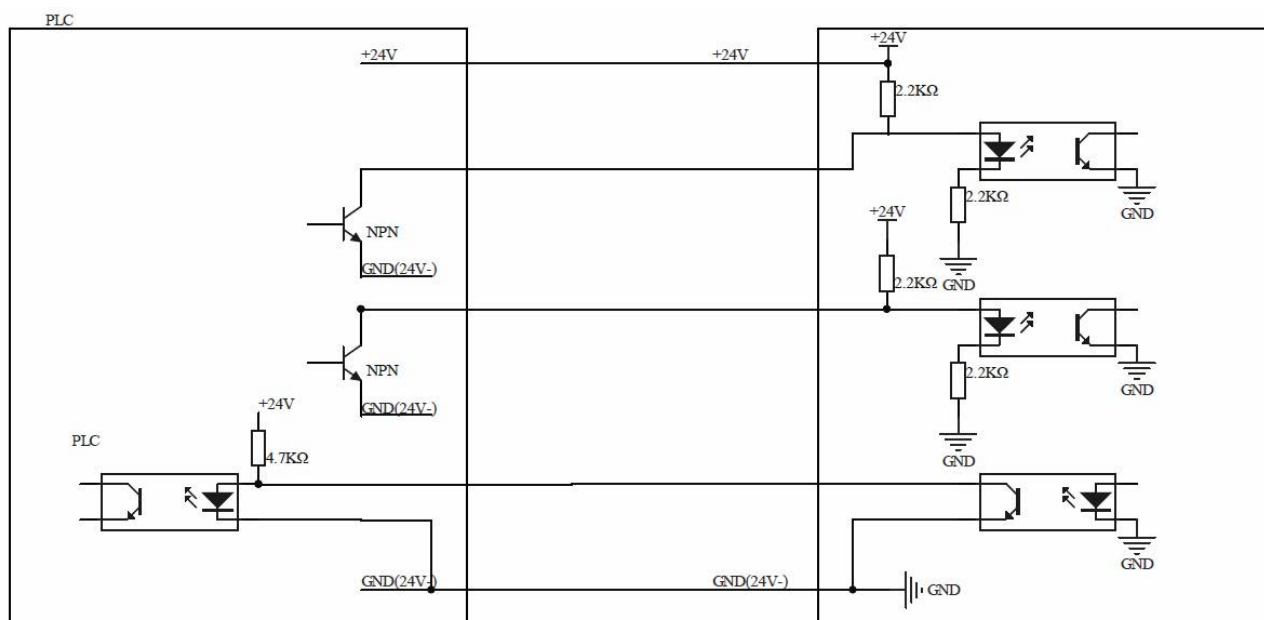 PLC
+24V
+24V
+24V
2.2KΩ
2.2KΩ
GND
+24V
NPN
GND(24V-)
2.2KΩ
GND
2.2KΩ
GND
NPN
GND(24V-)
+24V
PLC
4.7KΩ
GND
GND
GND(24V-)
GND(24V-)
GND